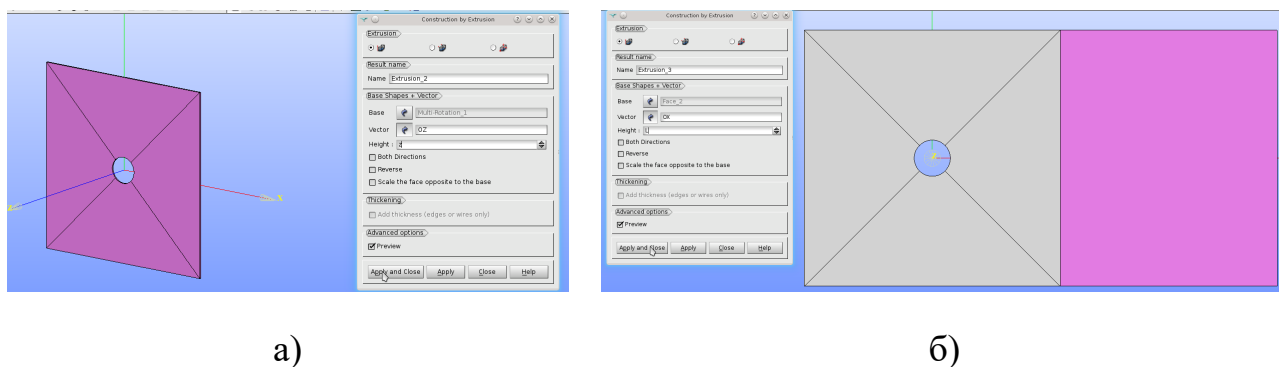 Construction by Extrusion
Extrusion
Result name
Name Extrusion_2
Base Shapes + Vector
Base Multi-Rotation_1
Vector OZ
Height : z
Both Directions
Reverse
Scale the face opposite to the base
Thickening
Add thickness (edges or wires only)
Advanced options
Preview
Apply and Close Apply Close Help
X
Z
а)
Construction by Extrusion
Extrusion
Result name
Name Extrusion_3
Base Shapes + Vector
Base Face_2
Vector OX
Height : L
Both Directions
Reverse
Scale the face opposite to the base
Thickening
Add thickness (edges or wires only)
Advanced options
Preview
Apply and Close Apply Close Help
Z
б)